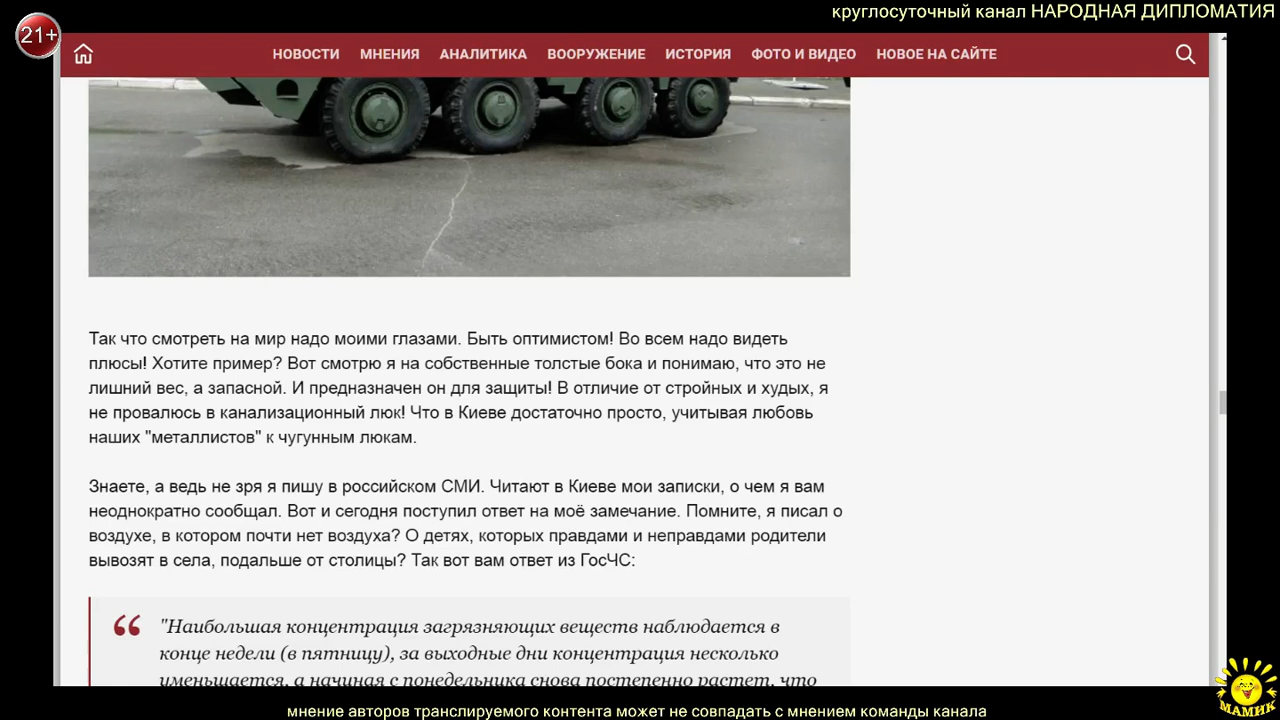 круглосуточный канал НАРОДНАЯ ДИПЛОМАТИЯ
21+
НОВОСТИ МНЕНИЯ АНАЛИТИКА ВООРУЖЕНИЕ ИСТОРИЯ ФОТО И ВИДЕО НОВОЕ НА САЙТЕ
Так что смотреть на мир надо моими глазами. Быть оптимистом! Во всем надо видеть
плюсы! Хотите пример? Вот смотрю я на собственные толстые бока и понимаю, что это не
лишний вес, а запасной. И предназначен он для защиты! В отличие от стройных и худых, я
не провалюсь в канализационный люк! Что в Киеве достаточно просто, учитывая любовь
наших "металлистов" к чугунным люкам.
Знаете, а ведь не зря я пишу в российском СМИ. Читают в Киеве мои записки, о чем я вам
неоднократно сообщал. Вот и сегодня поступил ответ на моё замечание. Помните, я писал о
воздухе, в котором почти нет воздуха? О детях, которых правдами и неправдами родители
вывозят в села, подальше от столицы? Так вот вам ответ из ГосЧС:
"Наибольшая концентрация загрязняющих веществ наблюдается в
конце недели (в пятницу), за выходные дни концентрация несколько
уменьшается, а начиная с понедельника снова постепенно растет, что
МАМИК
мнение авторов транслируемого контента может не совпадать с мнением команды канала